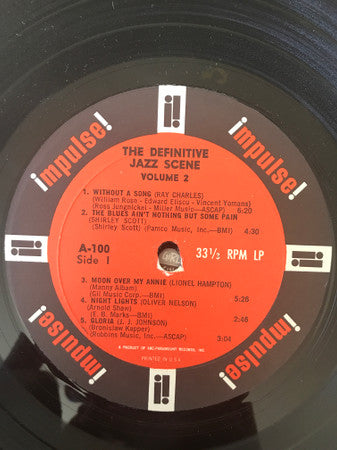 impulse!
THE DEFINITIVE
JAZZ SCENE
VOLUME 2
1. WITHOUT A SONG (RAY CHARLES)
(William Rose - Edward Eliscu - Vincent Yomans)
(Ross Jungnickel - Miller Music—ASCAP) 6:20
2. THE BLUES AIN'T NOTHING BUT SOME PAIN
(SHIRLEY SCOTT)
(Shirley Scott) (Pamco Music, Inc.—BMI) 4:30
A-100
Side 1
33⅓ RPM LP
3. MOON OVER MY ANNIE (LIONEL HAMPTON)
(Manny Albam)
(Gil Music Corp.—BMI) 5:26
4. NIGHT LIGHTS (OLIVER NELSON)
(Arnold Shaw)
(E. B. Marks—BMI) 2:46
5. GLORIA (J. J. JOHNSON)
(Bronislaw Kapper)
(Robbins Music, Inc.—ASCAP) 3:04
A PRODUCT OF ABC-PARAMOUNT RECORDS, INC.
PRINTED IN U.S.A.
impulse!
impulse!
impulse!
i!
i!
i!
i!